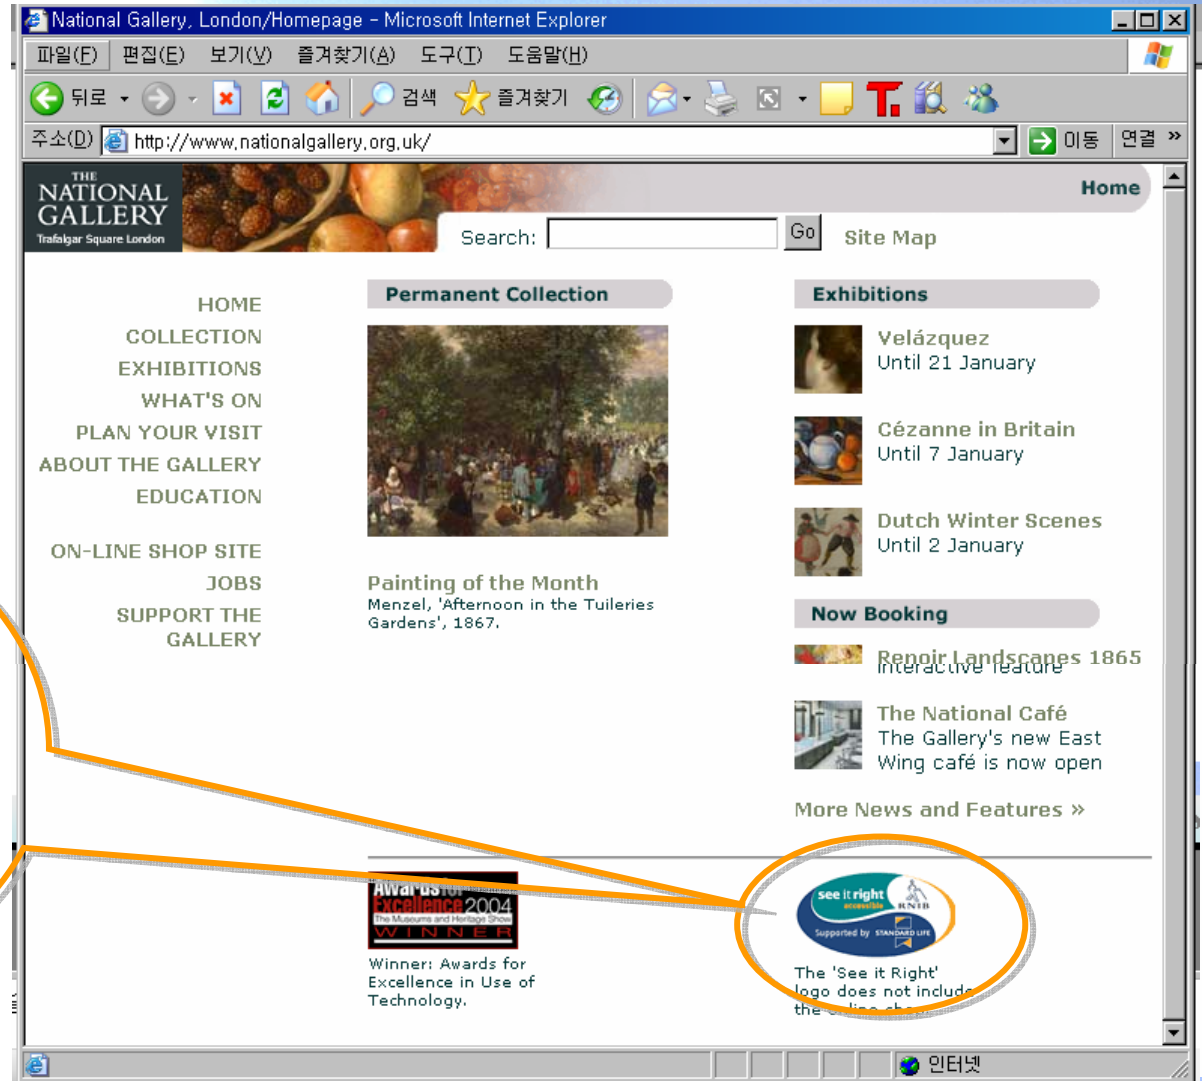 National Gallery, London/Homepage - Microsoft Internet Explorer
파일(F) 편집(E) 보기(V) 즐겨찾기(A) 도구(T) 도움말(H)
뒤로 검색 즐겨찾기
주소(D) http://www.nationalgallery.org.uk/ 이동 연결 »
THE
NATIONAL
GALLERY
Trafalgar Square London
Home
Search: Go Site Map
HOME
COLLECTION
EXHIBITIONS
WHAT'S ON
PLAN YOUR VISIT
ABOUT THE GALLERY
EDUCATION
ON-LINE SHOP SITE
JOBS
SUPPORT THE
GALLERY
Permanent Collection
Painting of the Month
Menzel, 'Afternoon in the Tuileries
Gardens', 1867.
Exhibitions
Velázquez
Until 21 January
Cézanne in Britain
Until 7 January
Dutch Winter Scenes
Until 2 January
Now Booking
Renoir Landscapes 1865
Interactive feature
The National Café
The Gallery's new East
Wing café is now open
More News and Features »
Awards for
Excellence 2004
The Museums and Heritage Show
WINNER
Winner: Awards for
Excellence in Use of
Technology.
see it right
accessible RNIB
Supported by STANDARD LIFE
The 'See it Right'
logo does not include
the online shop.
인터넷